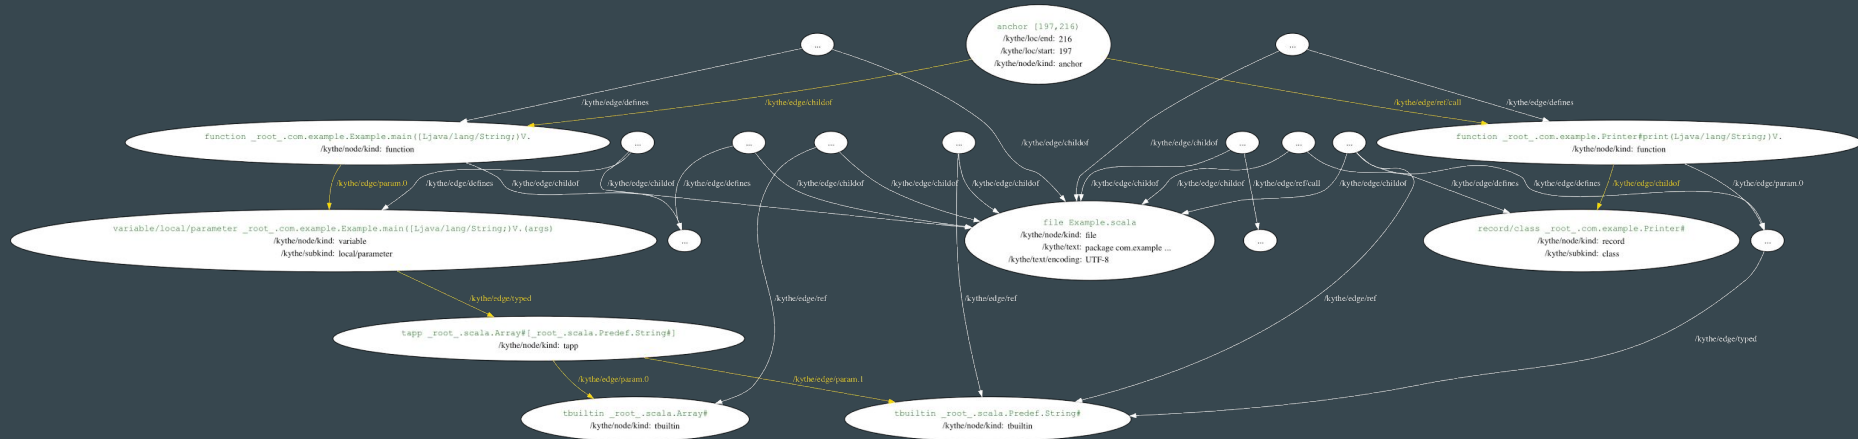 anchor [197,216)
/kythe/loc/end: 216
/kythe/loc/start: 197
/kythe/node/kind: anchor
...
...
/kythe/edge/defines
/kythe/edge/childof
/kythe/edge/ref/call
/kythe/edge/defines
function _root_.com.example.Example.main([Ljava/lang/String;)V.
/kythe/node/kind: function
...
...
...
...
/kythe/edge/childof
/kythe/edge/childof
...
...
...
function _root_.com.example.Printer#print(Ljava/lang/String;)V.
/kythe/node/kind: function
/kythe/edge/param.0
/kythe/edge/defines
/kythe/edge/childof
/kythe/edge/childof
/kythe/edge/defines
/kythe/edge/childof
/kythe/edge/childof
/kythe/edge/childof
/kythe/edge/childof
/kythe/edge/childof
/kythe/edge/ref/call
/kythe/edge/childof
/kythe/edge/defines
/kythe/edge/defines
/kythe/edge/childof
/kythe/edge/param.0
variable/local/parameter _root_.com.example.Example.main([Ljava/lang/String;)V.(args)
/kythe/node/kind: variable
/kythe/subkind: local/parameter
...
file Example.scala
/kythe/node/kind: file
/kythe/text: package com.example ...
/kythe/text/encoding: UTF-8
...
record/class _root_.com.example.Printer#
/kythe/node/kind: record
/kythe/subkind: class
...
/kythe/edge/typed
/kythe/edge/ref
/kythe/edge/ref
/kythe/edge/ref
/kythe/edge/typed
tapp _root_.scala.Array#[_root_.scala.Predef.String#]
/kythe/node/kind: tapp
/kythe/edge/param.0
/kythe/edge/param.1
tbuiltin _root_.scala.Array#
/kythe/node/kind: tbuiltin
tbuiltin _root_.scala.Predef.String#
/kythe/node/kind: tbuiltin